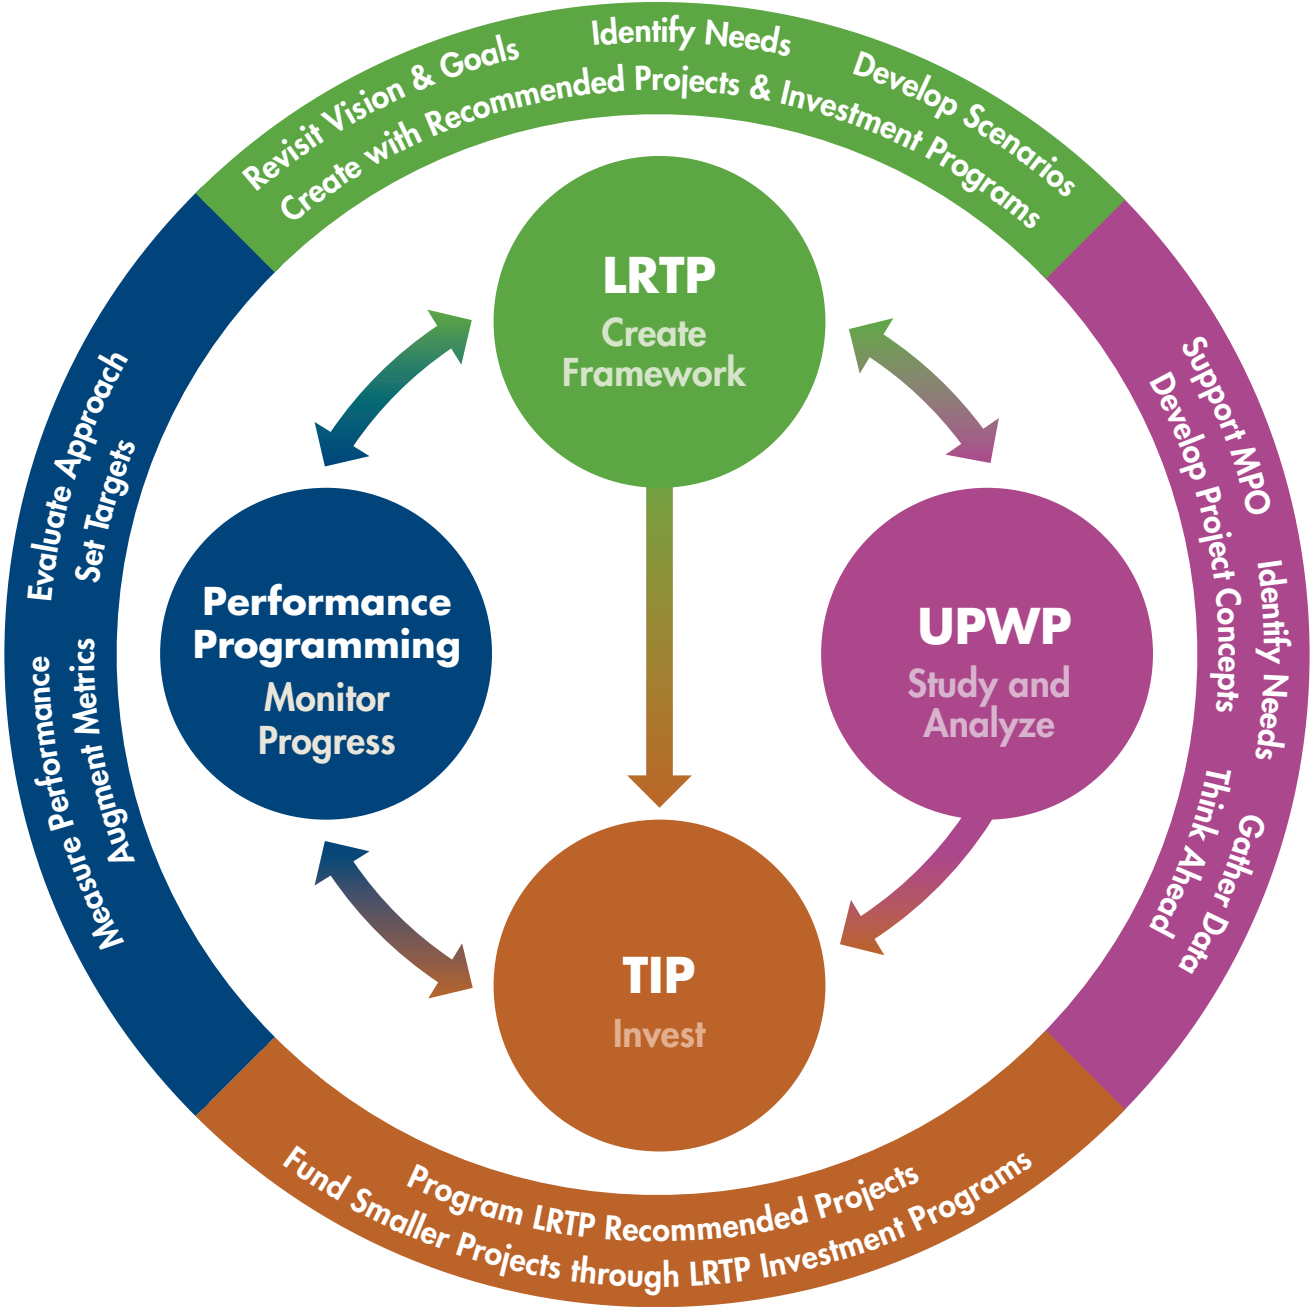 Revisit Vision & Goals
Identify Needs
Develop Scenarios
Create with Recommended Projects & Investment Programs
LRTP
Create
Framework
Evaluate Approach
Set Targets
Measure Performance
Augment Metrics
Performance
Programming
Monitor
Progress
UPWP
Study and
Analyze
Support MPO
Identify Needs
Gather Data
Develop Project Concepts
Think Ahead
TIP
Invest
Program LRTP Recommended Projects
Fund Smaller Projects through LRTP Investment Programs